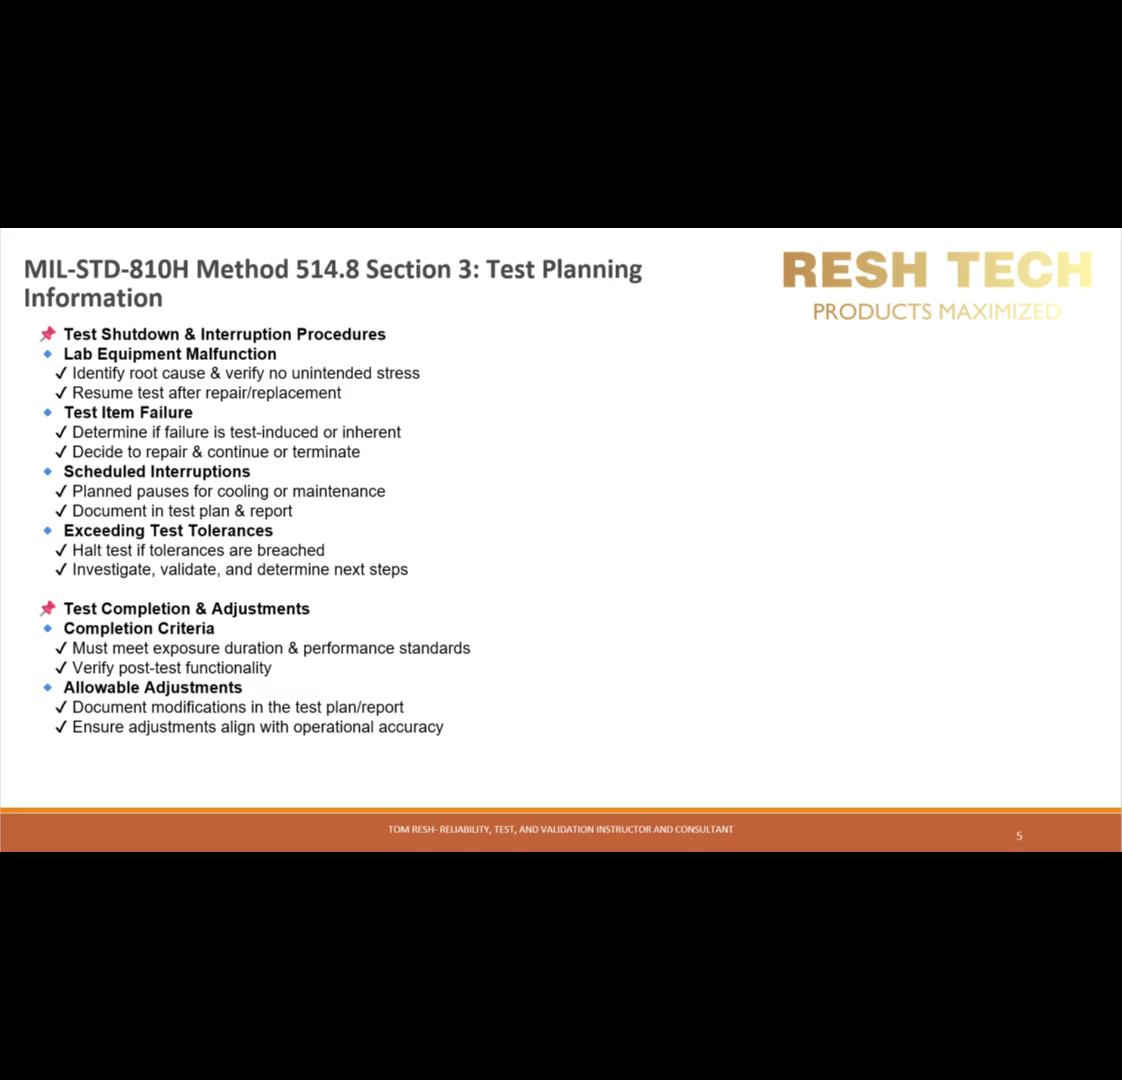 MIL-STD-810H Method 514.8 Section 3: Test Planning
Information
RESH TECH
PRODUCTS MAXIMIZED
📌 Test Shutdown & Interruption Procedures
🔹 Lab Equipment Malfunction
✓ Identify root cause & verify no unintended stress
✓ Resume test after repair/replacement
🔹 Test Item Failure
✓ Determine if failure is test-induced or inherent
✓ Decide to repair & continue or terminate
🔹 Scheduled Interruptions
✓ Planned pauses for cooling or maintenance
✓ Document in test plan & report
🔹 Exceeding Test Tolerances
✓ Halt test if tolerances are breached
✓ Investigate, validate, and determine next steps
📌 Test Completion & Adjustments
🔹 Completion Criteria
✓ Must meet exposure duration & performance standards
✓ Verify post-test functionality
🔹 Allowable Adjustments
✓ Document modifications in the test plan/report
✓ Ensure adjustments align with operational accuracy
TOM RESH- RELIABILITY, TEST, AND VALIDATION INSTRUCTOR AND CONSULTANT
5